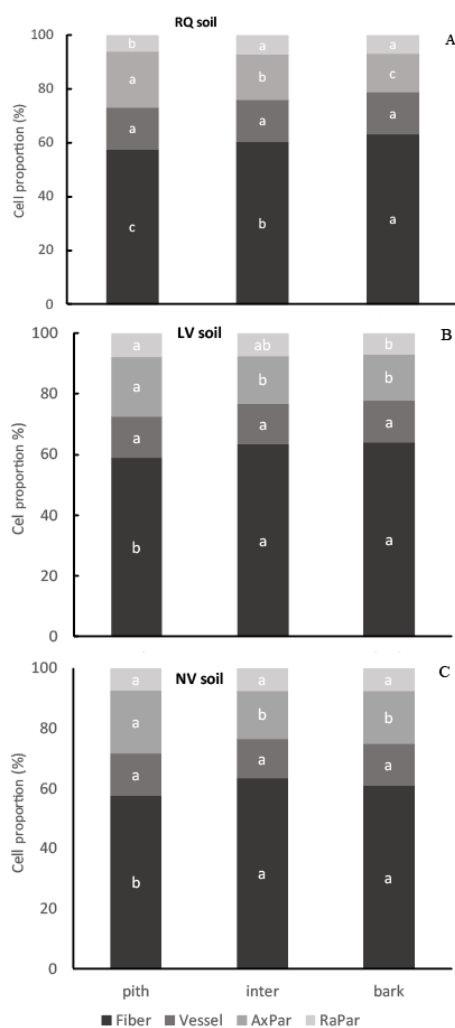 RQ soil
A
100
80
60
40
20
0
Cell proportion (%)
b a a
a b c
a a a
c b a
LV soil
B
100
80
60
40
20
0
Cel proportion %)
a ab b
a b b
a a a
b a a
NV soil
C
100
80
60
40
20
0
Cell proportion (%)
a a a
a b b
a a a
b a a
pith inter bark
Fiber Vessel AxPar RaPar